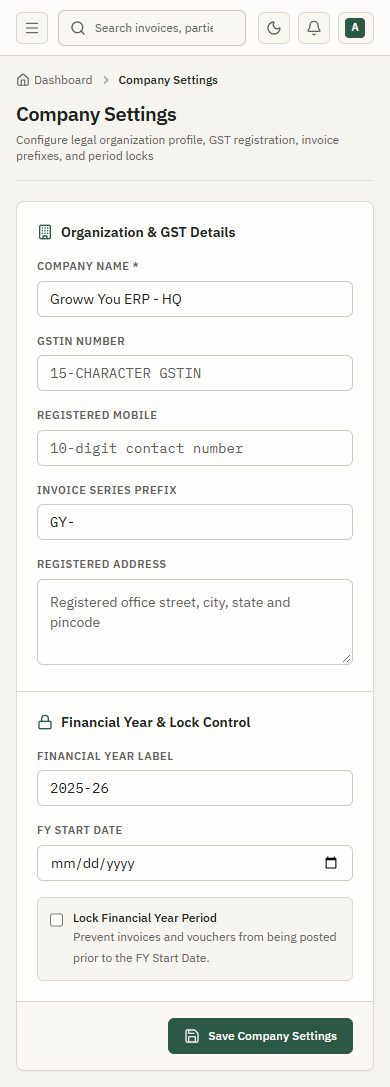 Search invoices, partie
A
Dashboard > Company Settings
Company Settings
Configure legal organization profile, GST registration, invoice
prefixes, and period locks
Organization & GST Details
COMPANY NAME *
Groww You ERP - HQ
GSTIN NUMBER
15-CHARACTER GSTIN
REGISTERED MOBILE
10-digit contact number
INVOICE SERIES PREFIX
GY-
REGISTERED ADDRESS
Registered office street, city, state and
pincode
Financial Year & Lock Control
FINANCIAL YEAR LABEL
2025-26
FY START DATE
mm/dd/yyyy
Lock Financial Year Period
Prevent invoices and vouchers from being posted
prior to the FY Start Date.
Save Company Settings